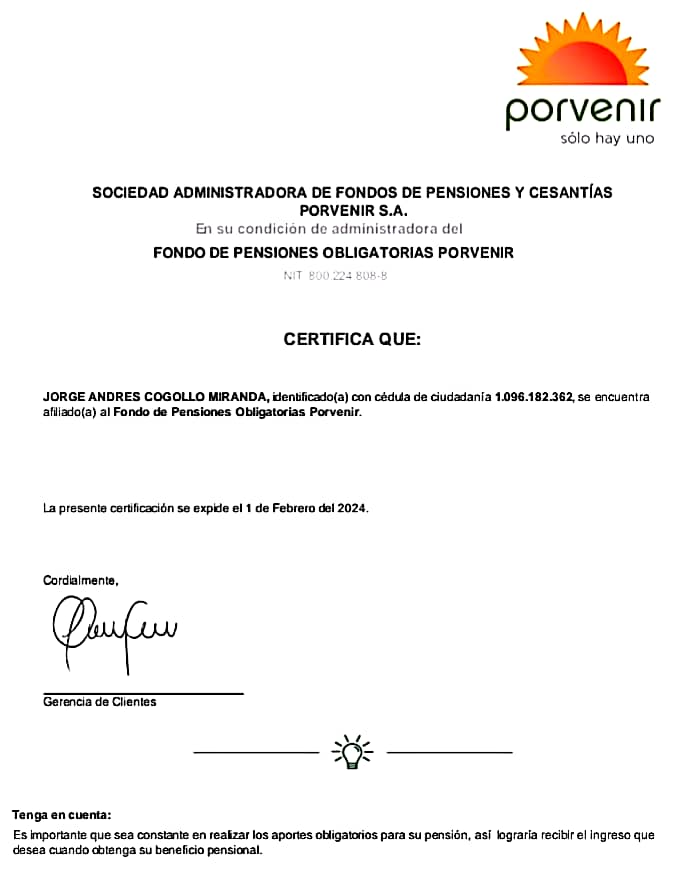 porvenir
sólo hay uno
SOCIEDAD ADMINISTRADORA DE FONDOS DE PENSIONES Y CESANTÍAS
PORVENIR S.A.
En su condición de administradora del
FONDO DE PENSIONES OBLIGATORIAS PORVENIR
NIT 800.224.808-8
CERTIFICA QUE:
JORGE ANDRES COGOLLO MIRANDA, identificado(a) con cédula de ciudadanía 1.096.182.362, se encuentra
afiliado(a) al Fondo de Pensiones Obligatorias Porvenir.
La presente certificación se expide el 1 de Febrero del 2024.
Cordialmente,
Gerencia de Clientes
Tenga en cuenta:
Es importante que sea constante en realizar los aportes obligatorios para su pensión, así lograría recibir el ingreso que
desea cuando obtenga su beneficio pensional.